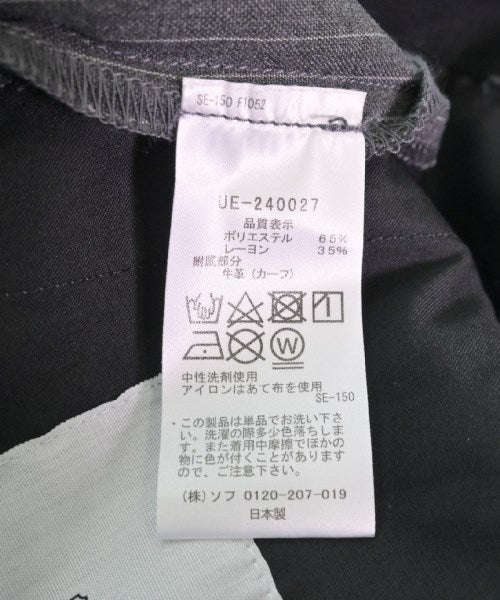 SE-150 F1052
UE-240027
品質表示
ポリエステル 65%
レーヨン 35%
附属部分
牛革(カーフ)
W
中性洗剤使用
アイロンはあて布を使用
SE-150
・この製品は単品でお洗い下さ
い。洗濯の際多少色落ちしま
す。また着用中摩擦でほかの
物に色が付くことがあります
ので、ご注意下さい。
(株)ソフ 0120-207-019
日本製